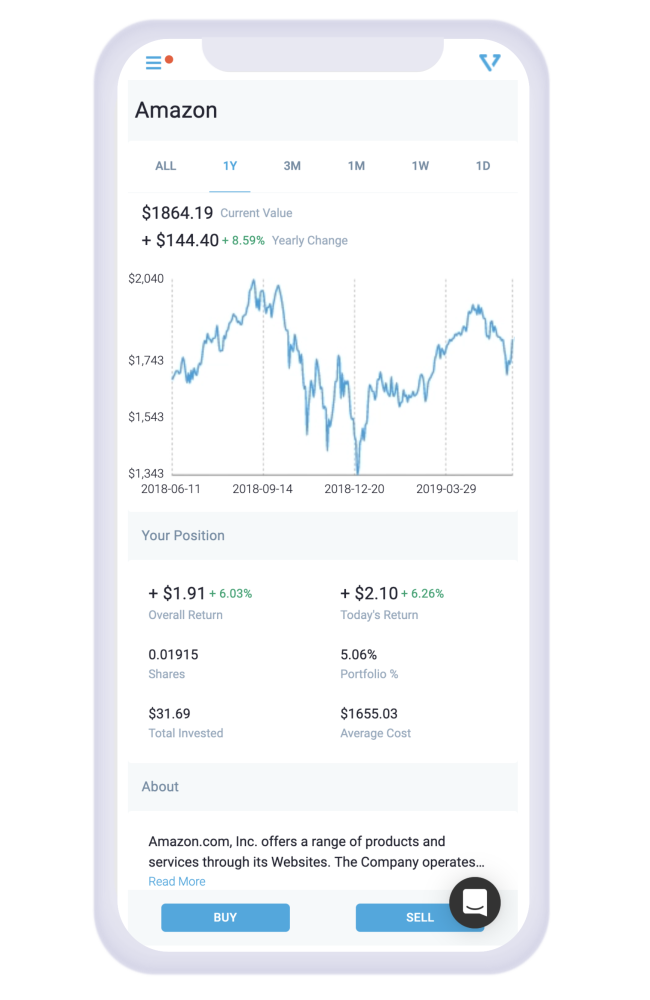 Amazon
ALL 1Y 3M 1M 1W 1D
$1864.19 Current Value
+ $144.40 + 8.59% Yearly Change
$2,040
$1,743
$1,543
$1,343
2018-06-11 2018-09-14 2018-12-20 2019-03-29
Your Position
+ $1.91 + 6.03% + $2.10 + 6.26%
Overall Return Today's Return
0.01915 5.06%
Shares Portfolio %
$31.69 $1655.03
Total Invested Average Cost
About
Amazon.com, Inc. offers a range of products and
services through its Websites. The Company operates...
Read More
BUY SELL